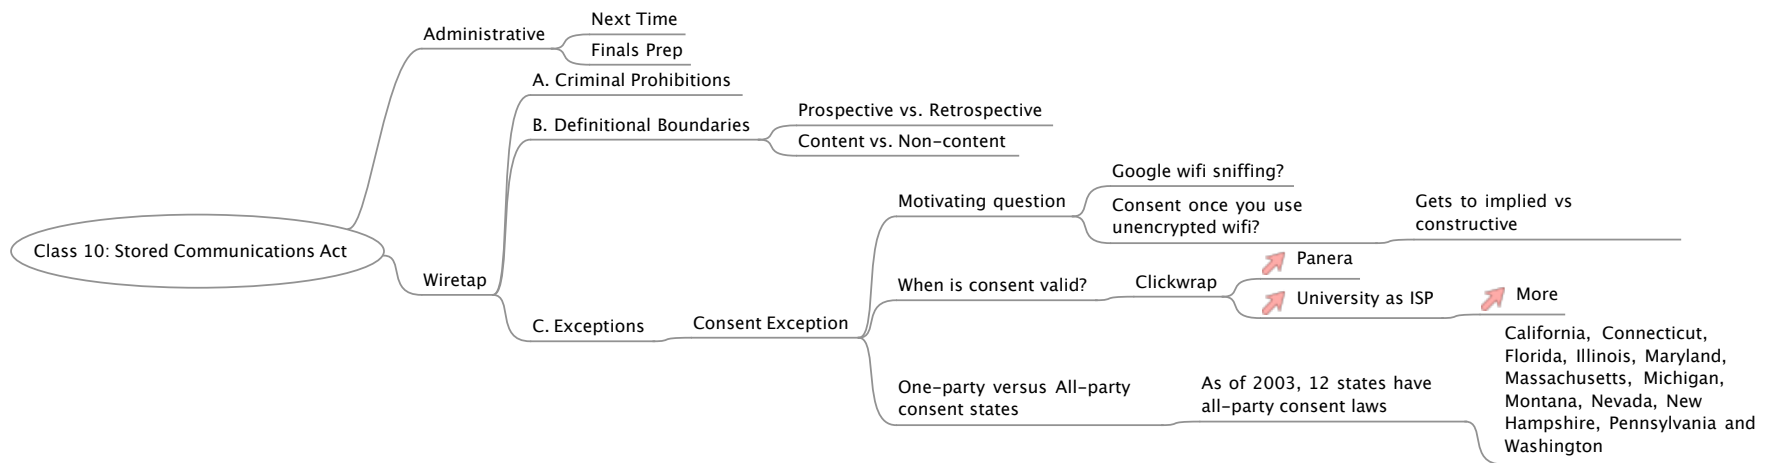 Class 10: Stored Communications Act
Administrative
Next Time
Finals Prep
Wiretap
A. Criminal Prohibitions
B. Definitional Boundaries
Prospective vs. Retrospective
Content vs. Non-content
C. Exceptions
Consent Exception
Motivating question
Google wifi sniffing?
Consent once you use
unencrypted wifi?
Gets to implied vs
constructive
When is consent valid?
Clickwrap
Panera
University as ISP
More
One-party versus All-party
consent states
As of 2003, 12 states have
all-party consent laws
California, Connecticut,
Florida, Illinois, Maryland,
Massachusetts, Michigan,
Montana, Nevada, New
Hampshire, Pennsylvania and
Washington